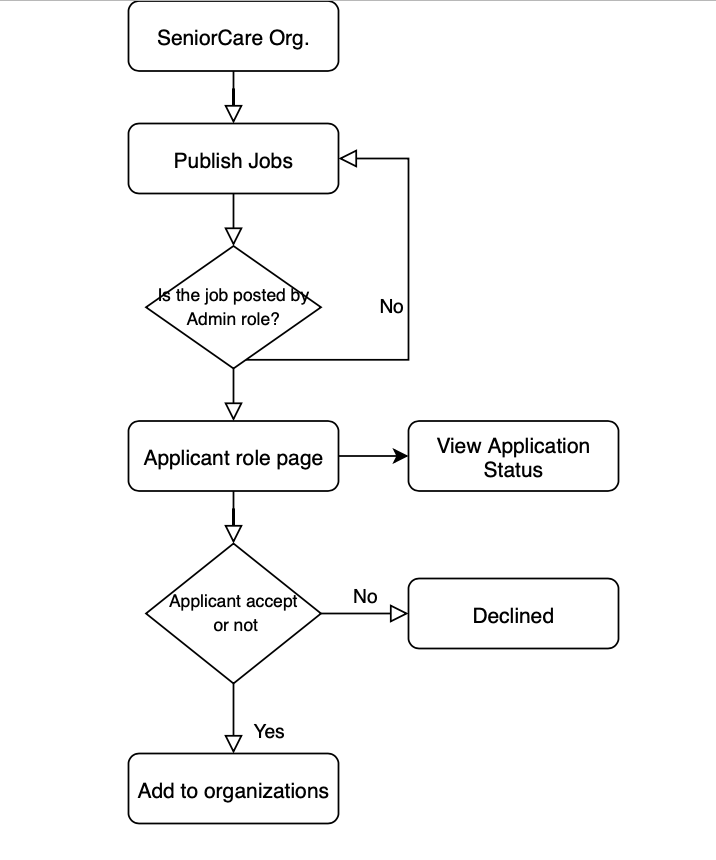 SeniorCare Org.
Publish Jobs
Is the job posted by
Admin role?
No
Applicant role page
View Application
Status
Applicant accept
or not
No
Declined
Yes
Add to organizations